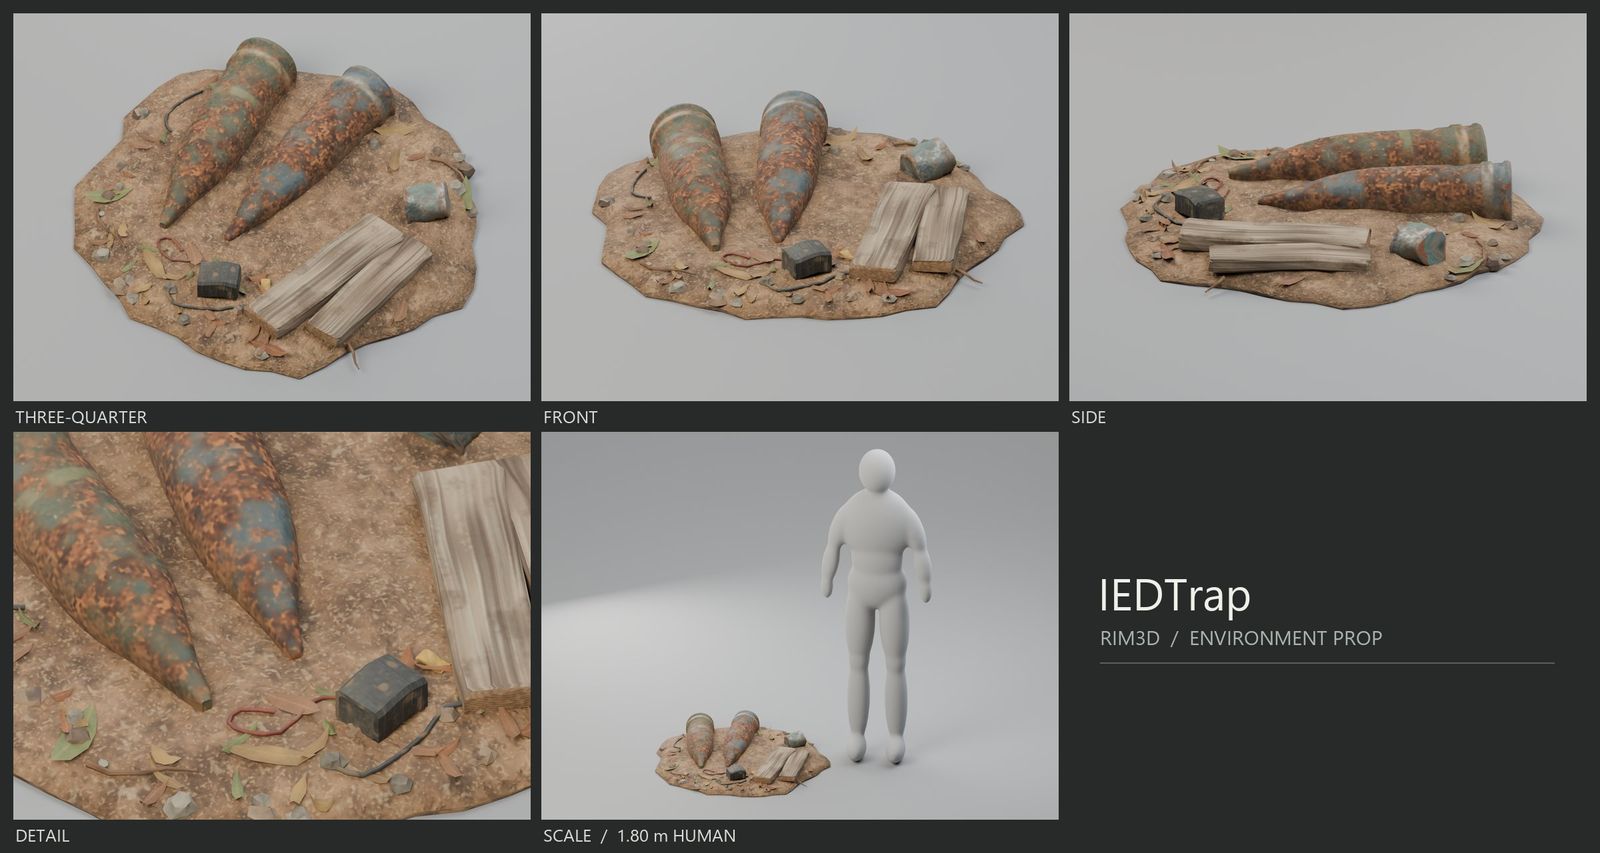 THREE-QUARTER
FRONT
SIDE
DETAIL
SCALE / 1.80 m HUMAN
IEDTrap
RIM3D / ENVIRONMENT PROP